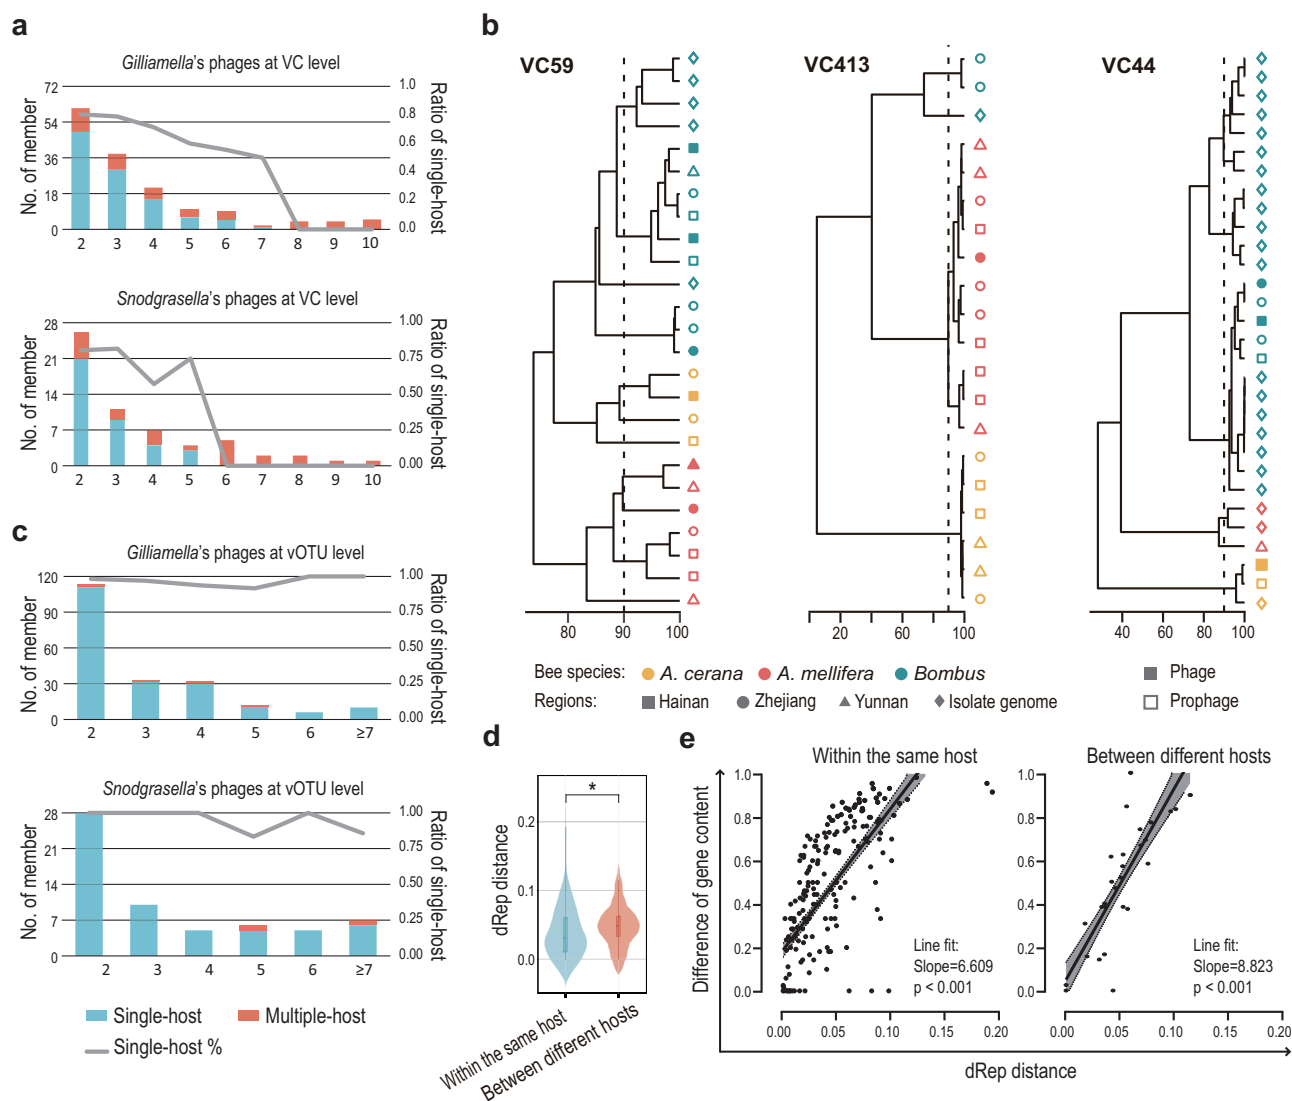 a
Gilliamella's phages at VC level
No. of member
72
54
36
18
0
1.0
0.8
0.6
0.4
0.2
0.0
Ratio of single-host
2 3 4 5 6 7 8 9 10
Snodgrasella's phages at VC level
No. of member
28
21
14
7
0
1.00
0.75
0.50
0.25
0.00
Ratio of single-host
2 3 4 5 6 7 8 9 10
b
VC59
80 90 100
VC413
20 60 100
VC44
40 60 80 100
Bee species: A. cerana A. mellifera Bombus
Regions: Hainan Zhejiang Yunnan Isolate genome
Phage
Prophage
c
Gilliamella's phages at vOTU level
No. of member
120
90
60
30
0
1.00
0.75
0.50
0.25
0.00
Ratio of single-host
2 3 4 5 6 ≥7
Snodgrasella's phages at vOTU level
No. of member
28
21
14
7
0
1.00
0.75
0.50
0.25
0.00
Ratio of single-host
2 3 4 5 6 ≥7
Single-host Multiple-host
Single-host %
d
dRep distance
0.2
0.1
0.0
*
Within the same host
Between different hosts
e
Difference of gene content
Within the same host
1.0
0.8
0.6
0.4
0.2
0.0
Line fit:
Slope=6.609
p < 0.001
0.00 0.05 0.10 0.15 0.20
Between different hosts
1.0
0.8
0.6
0.4
0.2
0.0
Line fit:
Slope=8.823
p < 0.001
0.00 0.05 0.10 0.15 0.20
dRep distance